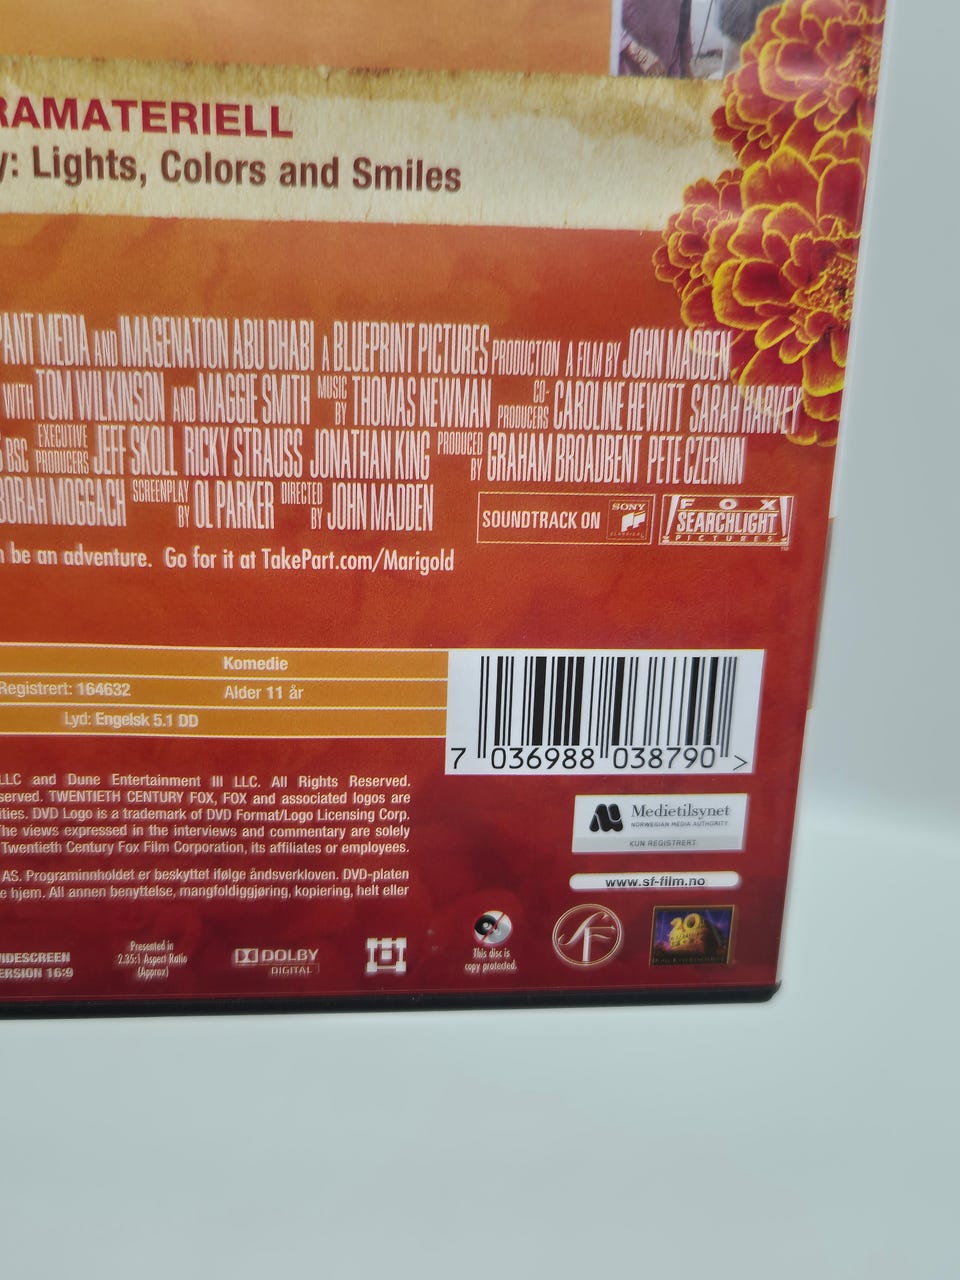 RAMATERIELL
y: Lights, Colors and Smiles
PANT MEDIA AND IMAGENATION ABU DHABI A BLUEPRINT PICTURES PRODUCTION A FILM BY JOHN MADDEN
WITH TOM WILKINSON AND MAGGIE SMITH MUSIC BY THOMAS NEWMAN CO-PRODUCERS CAROLINE HEWITT SARAH HARVEY
BSC EXECUTIVE PRODUCERS JEFF SKOLL RICKY STRAUSS JONATHAN KING PRODUCED BY GRAHAM BROADBENT PETE CZERNIN
BORAH MOGGACH SCREENPLAY BY OL PARKER DIRECTED BY JOHN MADDEN
SOUNDTRACK ON SONY CLASSICAL
FOX
SEARCHLIGHT
PICTURES
n be an adventure. Go for it at TakePart.com/Marigold
Komedie
Registrert: 164632 Alder 11 år
Lyd: Engelsk 5.1 DD
7 036988 038790 >
LLC and Dune Entertainment III LLC. All Rights Reserved.
served. TWENTIETH CENTURY FOX, FOX and associated logos are
ities. DVD Logo is a trademark of DVD Format/Logo Licensing Corp.
The views expressed in the interviews and commentary are solely
Twentieth Century Fox Film Corporation, its affiliates or employees.
AS. Programinnholdet er beskyttet ifølge åndsverkloven. DVD-platen
e hjem. All annen benyttelse, mangfoldiggjøring, kopiering, helt eller
Medietilsynet
NORWEGIAN MEDIA AUTHORITY
KUN REGISTRERT
www.sf-film.no
WIDESCREEN
ERSION 16:9
Presented in
2.35:1 Aspect Ratio
(Approx)
DOLBY
DIGITAL
This disc is
copy protected.
SF
20